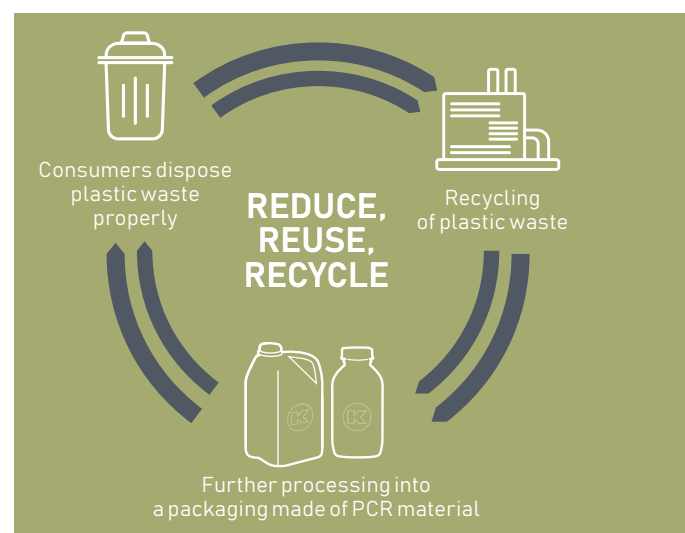 Consumers dispose
plastic waste
properly
Recycling
of plastic waste
REDUCE,
REUSE,
RECYCLE
K
K
Further processing into
a packaging made of PCR material